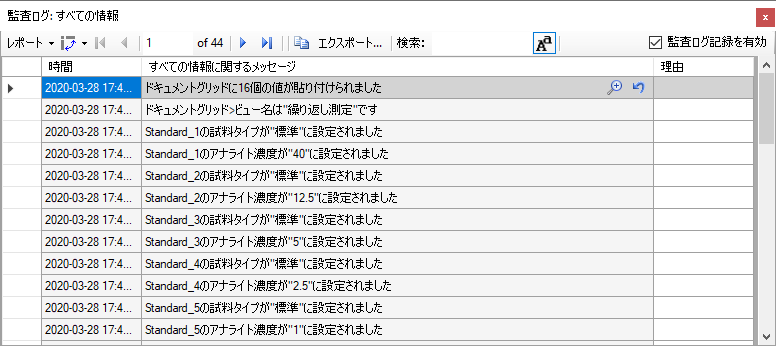 監査ログ: すべての情報
レポート 1 of 44 エクスポート... 検索: Aa 監査ログ記録を有効
時間 すべての情報に関するメッセージ 理由
2020-03-28 17:4... ドキュメントグリッドに16個の値が貼り付けられました
2020-03-28 17:4... ドキュメントグリッド>ビュー名は"繰り返し測定"です
2020-03-28 17:4... Standard_1の試料タイプが"標準"に設定されました
2020-03-28 17:4... Standard_1のアナライト濃度が"40"に設定されました
2020-03-28 17:4... Standard_2の試料タイプが"標準"に設定されました
2020-03-28 17:4... Standard_2のアナライト濃度が"12.5"に設定されました
2020-03-28 17:4... Standard_3の試料タイプが"標準"に設定されました
2020-03-28 17:4... Standard_3のアナライト濃度が"5"に設定されました
2020-03-28 17:4... Standard_4の試料タイプが"標準"に設定されました
2020-03-28 17:4... Standard_4のアナライト濃度が"2.5"に設定されました
2020-03-28 17:4... Standard_5の試料タイプが"標準"に設定されました
2020-03-28 17:4... Standard_5のアナライト濃度が"1"に設定されました